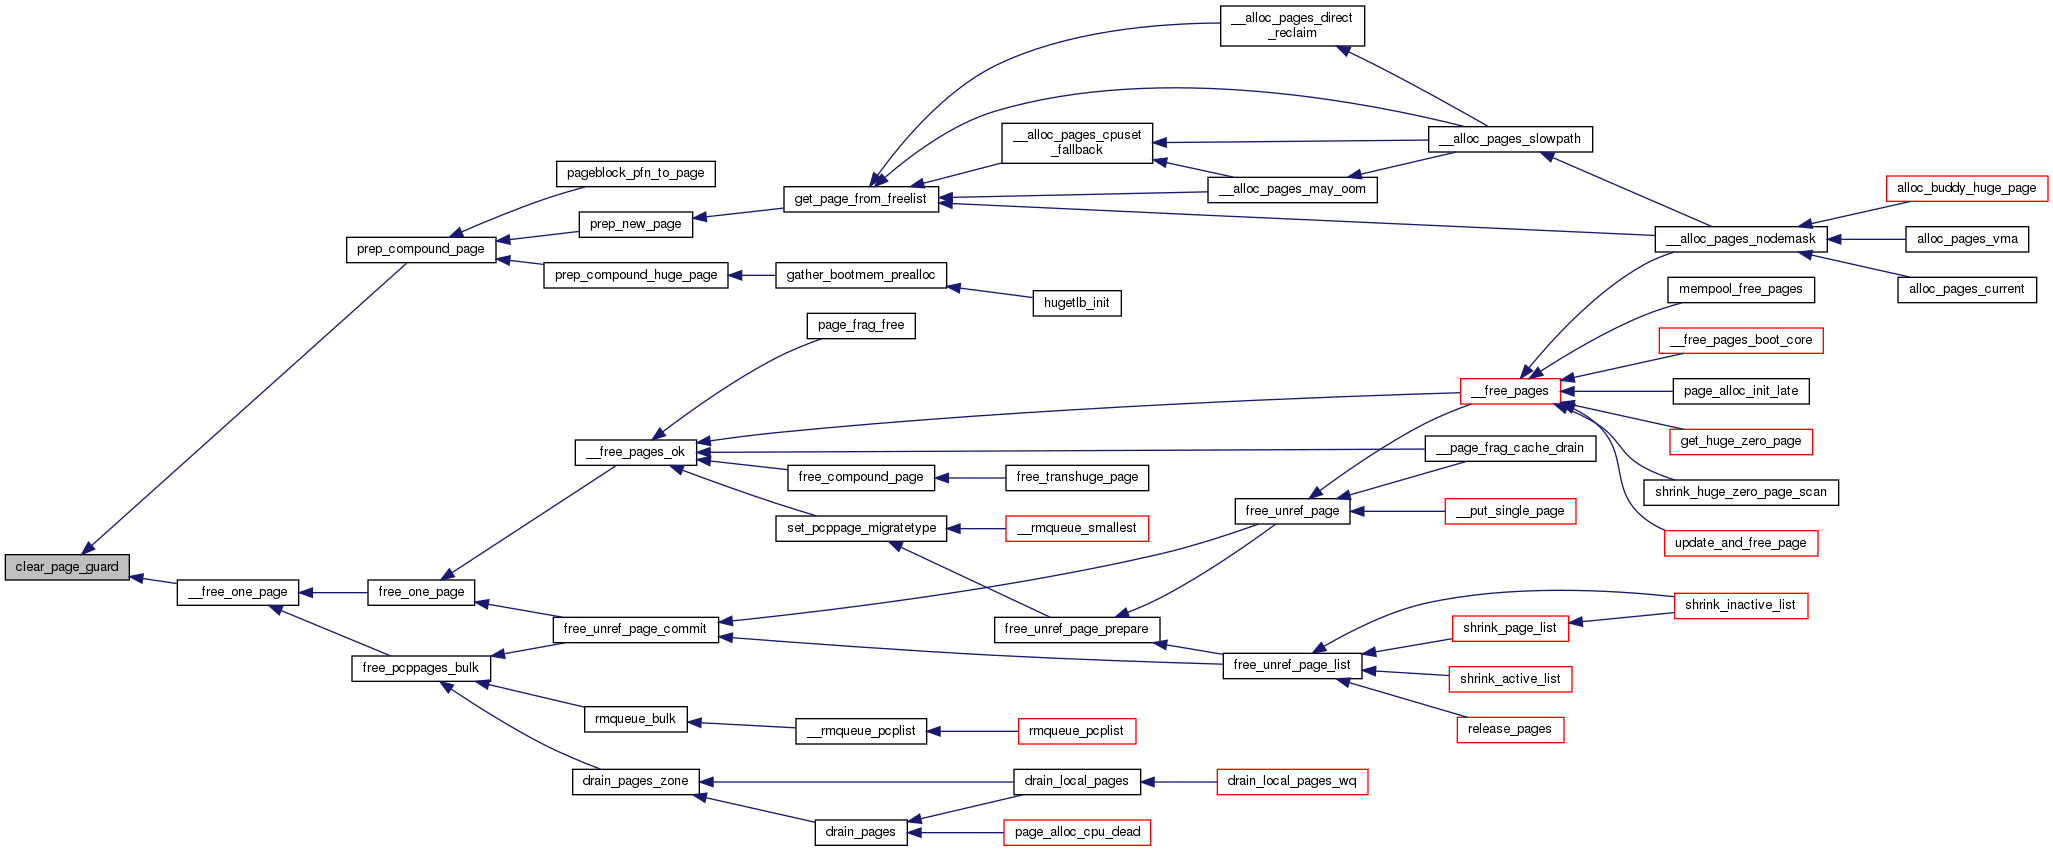 __alloc_pages_direct
_reclaim
__alloc_pages_cpuset
_fallback
__alloc_pages_slowpath
pageblock_pfn_to_page
__alloc_pages_may_oom
get_page_from_freelist
alloc_buddy_huge_page
prep_new_page
prep_compound_page
__alloc_pages_nodemask
alloc_pages_vma
prep_compound_huge_page
gather_bootmem_prealloc
hugetlb_init
mempool_free_pages
alloc_pages_current
page_frag_free
__free_pages_boot_core
__free_pages
page_alloc_init_late
get_huge_zero_page
__free_pages_ok
__page_frag_cache_drain
free_compound_page
free_transhuge_page
shrink_huge_zero_page_scan
set_pcppage_migratetype
__rmqueue_smallest
free_unref_page
__put_single_page
update_and_free_page
clear_page_guard
__free_one_page
free_one_page
free_unref_page_commit
free_unref_page_prepare
shrink_page_list
shrink_inactive_list
free_pcppages_bulk
free_unref_page_list
shrink_active_list
rmqueue_bulk
__rmqueue_pcplist
rmqueue_pcplist
release_pages
drain_pages_zone
drain_local_pages
drain_local_pages_wq
drain_pages
page_alloc_cpu_dead